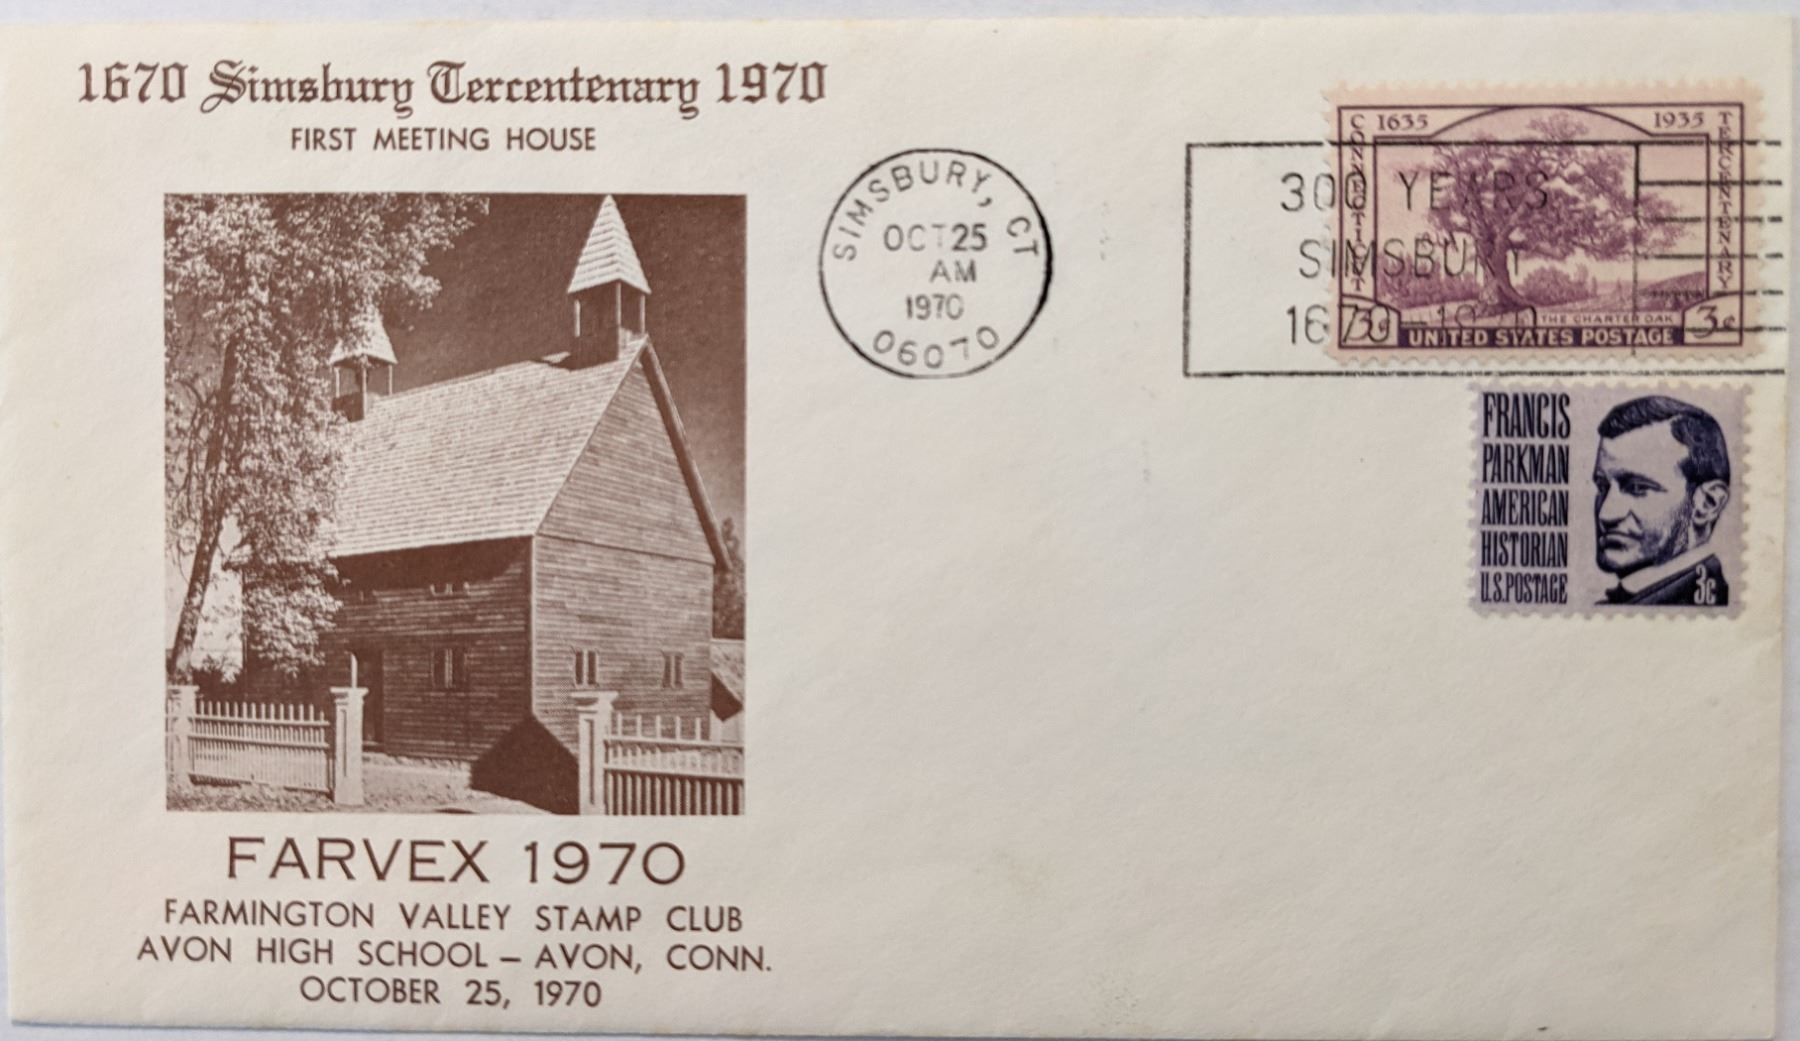 1670 Simsbury Tercentenary 1970
FIRST MEETING HOUSE
FARVEX 1970
FARMINGTON VALLEY STAMP CLUB
AVON HIGH SCHOOL – AVON, CONN.
OCTOBER 25, 1970
SIMSBURY, CT
OCT 25
AM
1970
06070
300 YEARS
SIMSBURY
1670-1970
CONNECTICUT
1635
1935
TERCENTENARY
THE CHARTER OAK
3c UNITED STATES POSTAGE 3c
FRANCIS
PARKMAN
AMERICAN
HISTORIAN
U.S. POSTAGE
3c